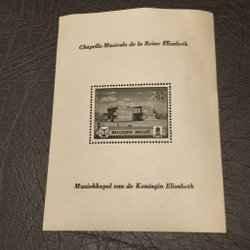 Chapelle Musicale de la Reine Elisabeth
BELGIQUE BELGIË
Muziekkapel van de Koningin Elisabeth